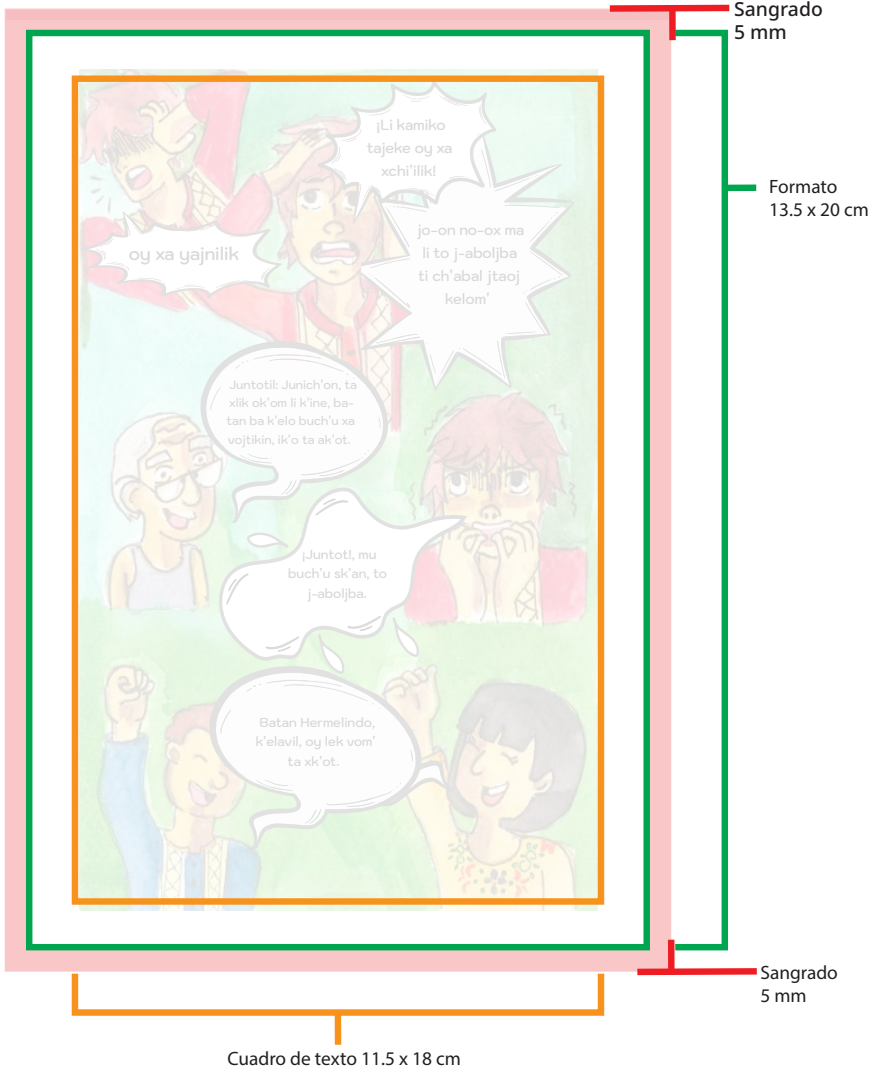 Sangrado
5 mm
Formato
13.5 x 20 cm
¡Li kamiko
tajeke oy xa
xchi'ilik!
jo-on no-ox ma
li to j-aboljba
ti ch'abal jtaoj
kelom'
oy xa yajnilik
Juntotil: Junich'on, ta
xlik ok'om li k'ine, ba-
tan ba k'elo buch'u xa
vojtikin, ik'o ta ak'ot.
¡Juntot!, mu
buch'u sk'an, to
j-aboljba.
Batan Hermelindo,
k'elavil, oy lek vom'
ta xk'ot.
Sangrado
5 mm
Cuadro de texto 11.5 x 18 cm